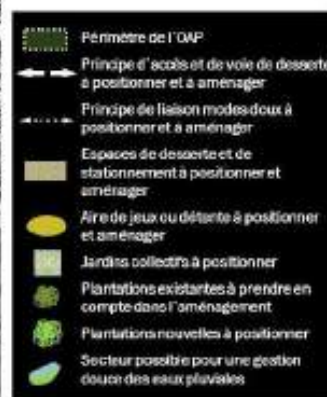 Périmètre de l'OAP
Principe d'accès et de voie de desserte
à positionner et à aménager
Principe de liaison modes doux à
positionner et à aménager
Espaces de desserte et de
stationnement à positionner et
aménager
Aire de jeux ou détente à positionner
et aménager
Jardins collectifs à positionner
Plantations existantes à prendre en
compte dans l'aménagement
Plantations nouvelles à positionner
Secteur possible pour une gestion
douce des eaux pluviales